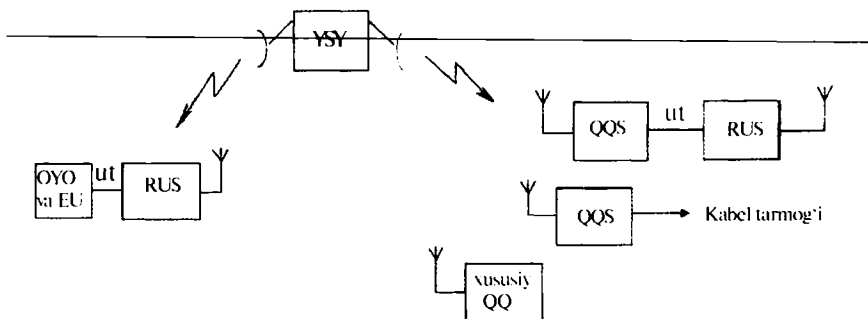 YSY
QQS ut RUS
OYO
va EU
ut
RUS
QQS
Kabel tarmog'i
xususiy
QQ